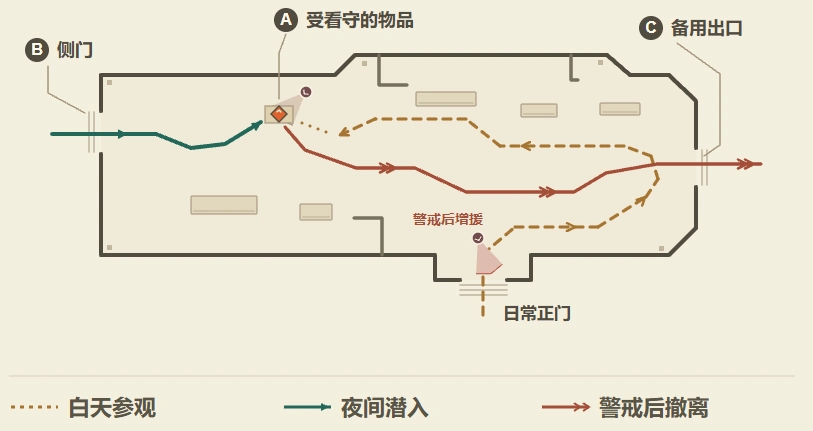 A 受看守的物品
B 侧门
C 备用出口
警戒后增援
日常正门
白天参观
夜间潜入
警戒后撤离